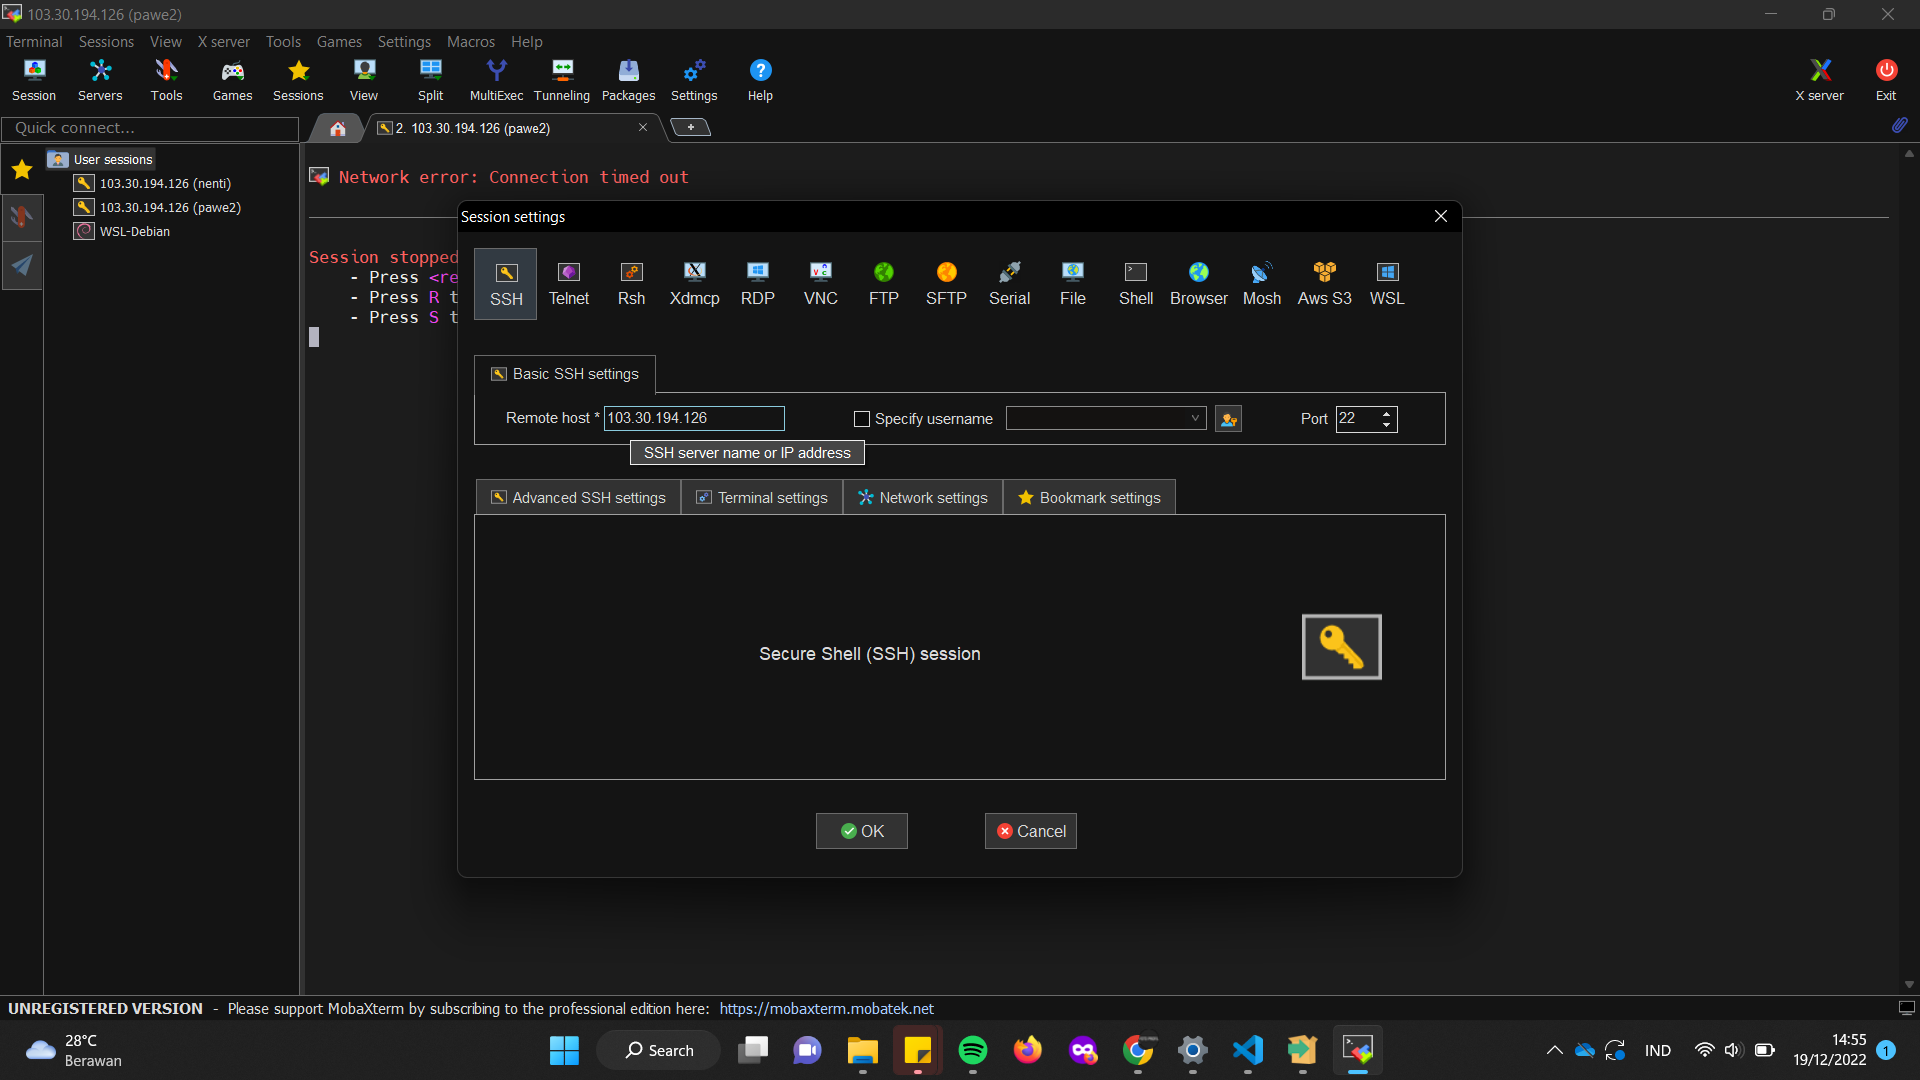 103.30.194.126 (pawe2)
Terminal Sessions View X server Tools Games Settings Macros Help
Session Servers Tools Games Sessions View Split MultiExec Tunneling Packages Settings Help X server Exit
Quick connect...
2. 103.30.194.126 (pawe2)
User sessions
103.30.194.126 (nenti)
103.30.194.126 (pawe2)
WSL-Debian
Network error: Connection timed out
Session stopped
- Press <re
- Press R t
- Press S t
Session settings
SSH Telnet Rsh Xdmcp RDP VNC FTP SFTP Serial File Shell Browser Mosh Aws S3 WSL
Basic SSH settings
Remote host * 103.30.194.126 Specify username Port 22
SSH server name or IP address
Advanced SSH settings Terminal settings Network settings Bookmark settings
Secure Shell (SSH) session
OK Cancel
UNREGISTERED VERSION - Please support MobaXterm by subscribing to the professional edition here: https://mobaxterm.mobatek.net
28°C
Berawan
Search
IND
14:55
19/12/2022
1